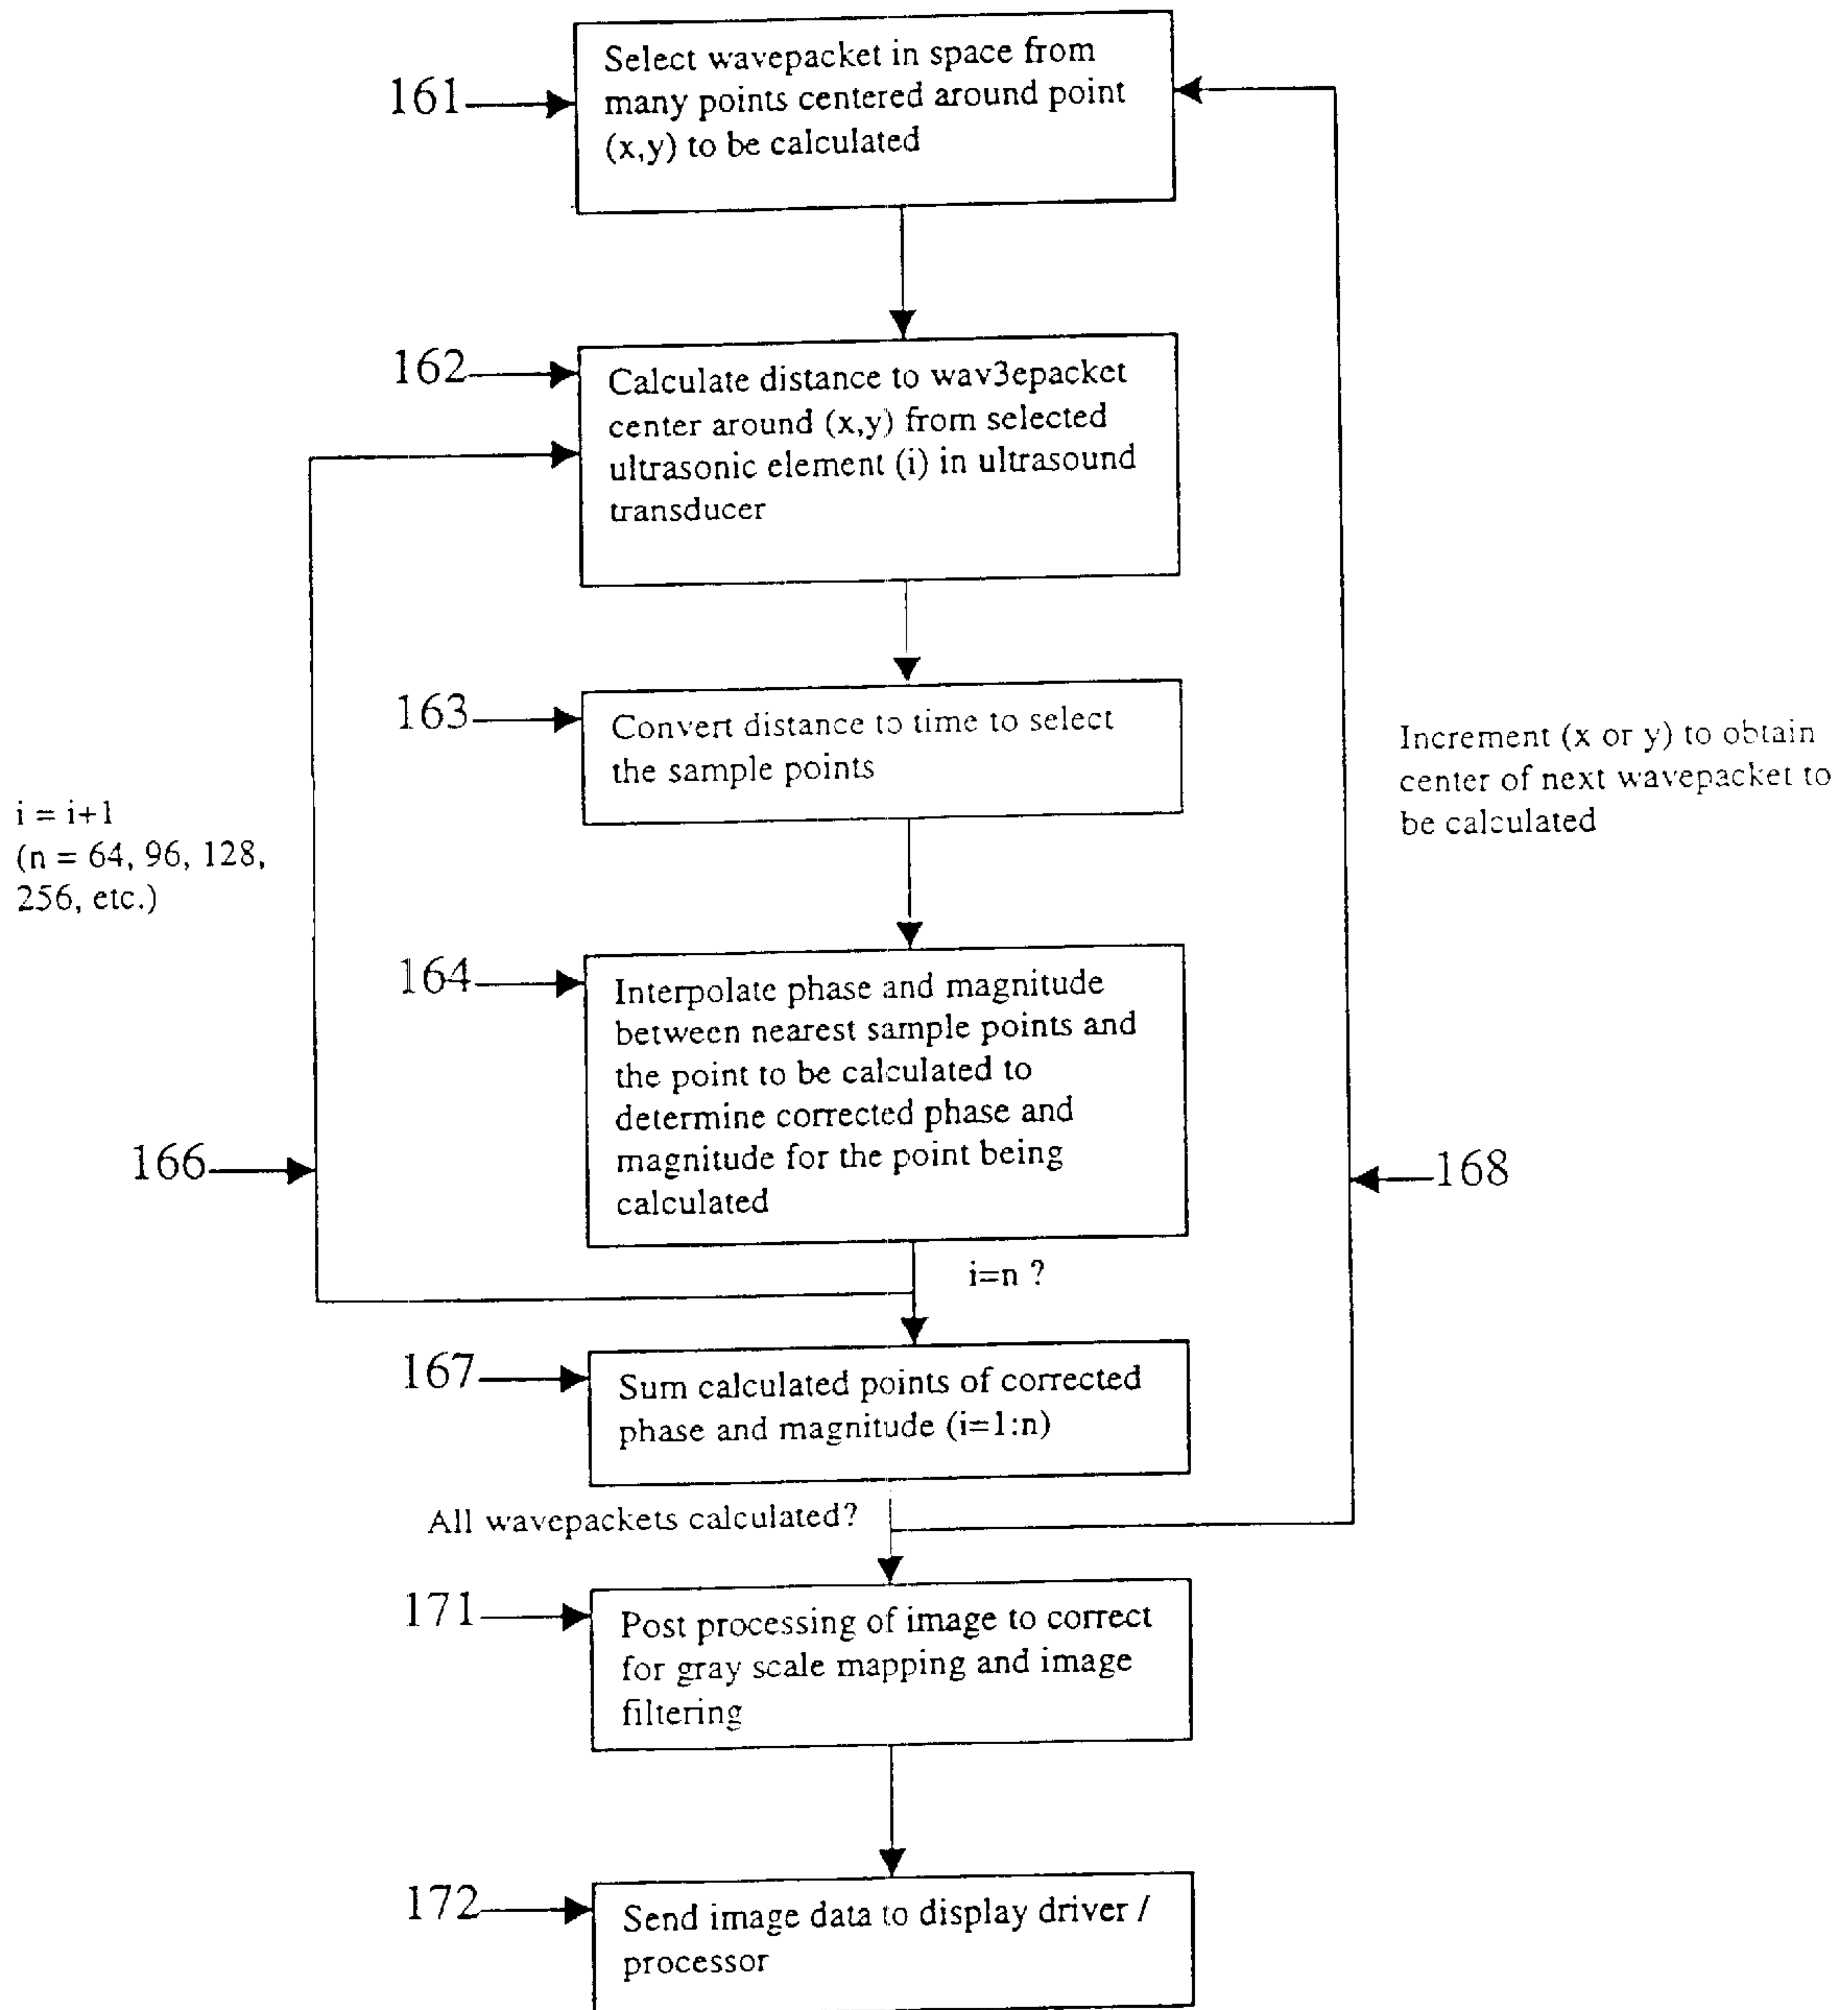 161
Select wavepacket in space from
many points centered around point
(x,y) to be calculated
162
Calculate distance to wav3epacket
center around (x,y) from selected
ultrasonic element (i) in ultrasound
transducer
163
Convert distance to time to select
the sample points
Increment (x or y) to obtain
center of next wavepacket to
be calculated
i = i+1
(n = 64, 96, 128,
256, etc.)
164
Interpolate phase and magnitude
between nearest sample points and
the point to be calculated to
determine corrected phase and
magnitude for the point being
calculated
166
168
i=n ?
167
Sum calculated points of corrected
phase and magnitude (i=1:n)
All wavepackets calculated?
171
Post processing of image to correct
for gray scale mapping and image
filtering
172
Send image data to display driver /
processor